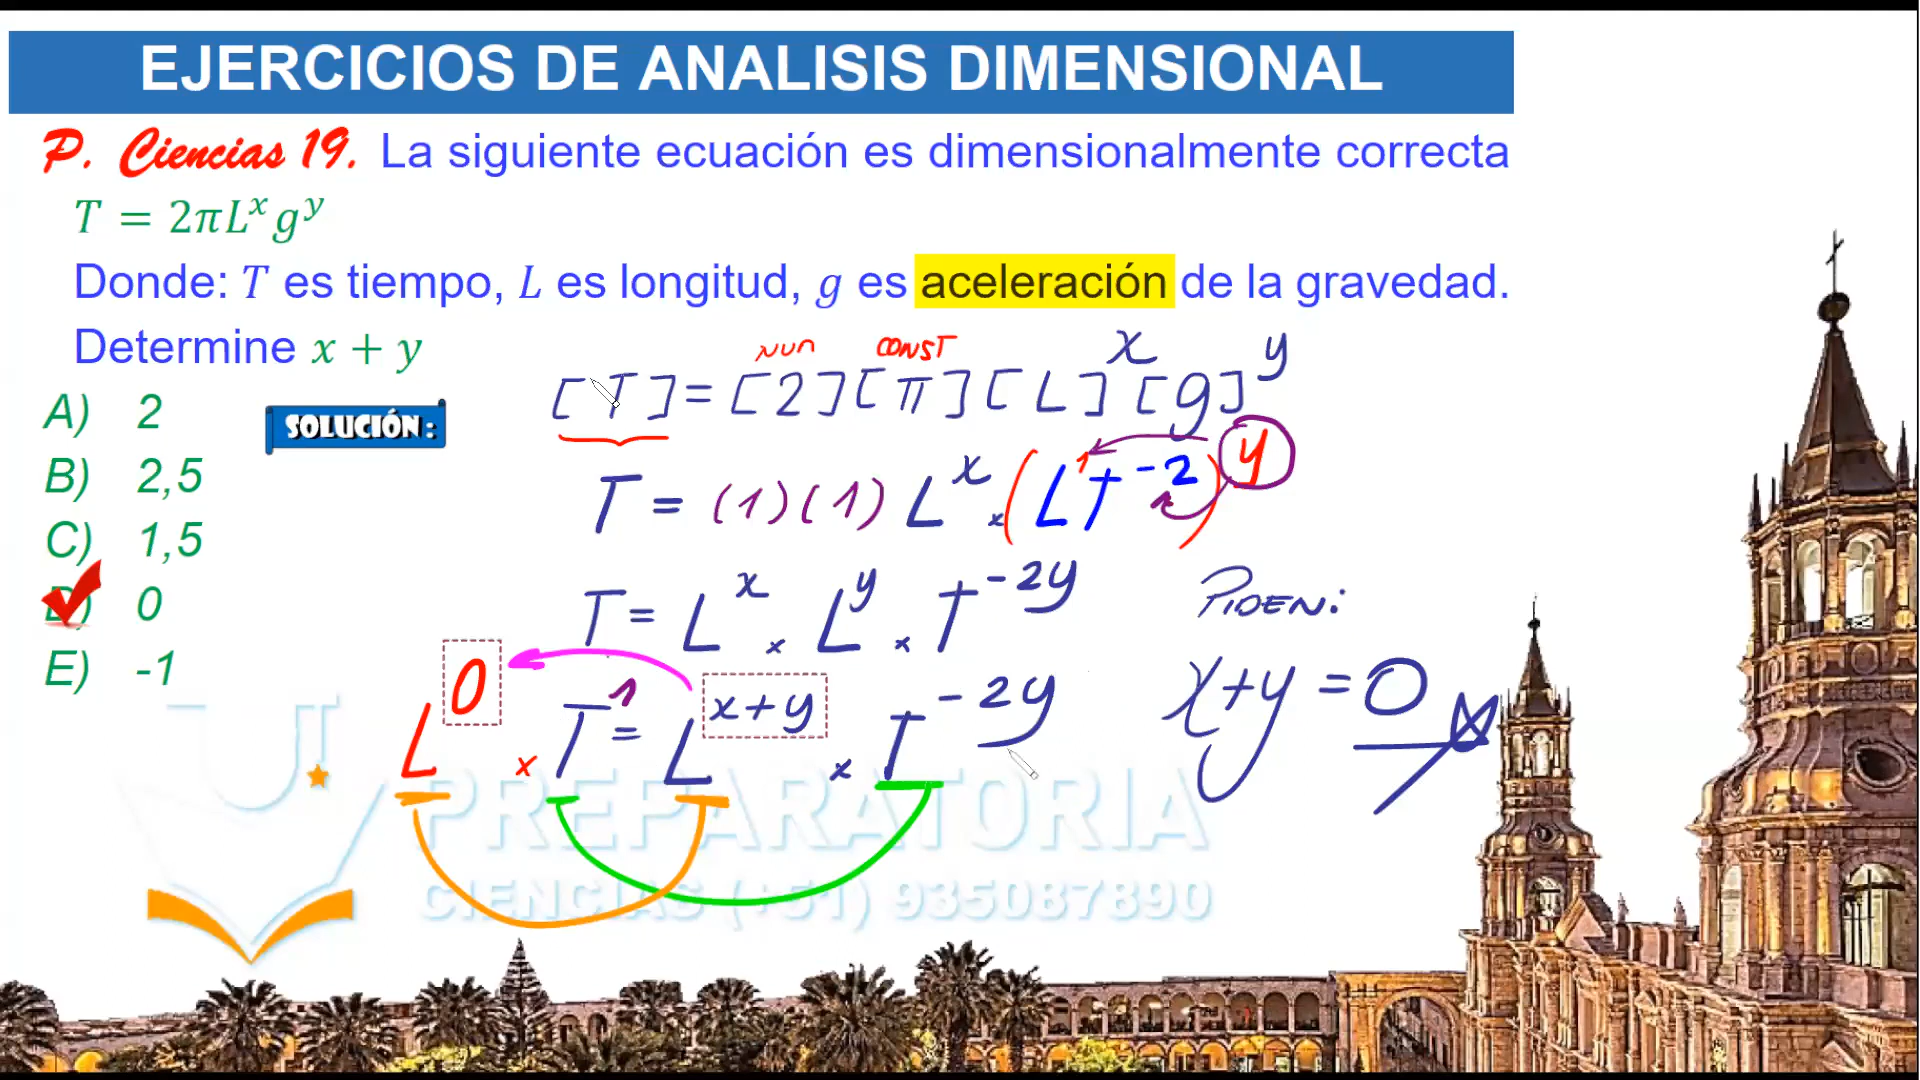 EJERCICIOS DE ANALISIS DIMENSIONAL
P. Ciencias 19. La siguiente ecuación es dimensionalmente correcta
T = 2πL^x g^y
Donde: T es tiempo, L es longitud, g es aceleración de la gravedad.
Determine x + y
A) 2
B) 2,5
C) 1,5
D) 0
E) -1
SOLUCIÓN:
NUM CONST
[T] = [2][π][L]^x [g]^y
T = (1)(1) L^x × (L^1 T^-2)^y
T = L^x × L^y × T^-2y
L^0 × T^1 = L^x+y × T^-2y
PIDEN:
x+y = 0
PREPARATORIA
CIENCIAS (+51) 935087890